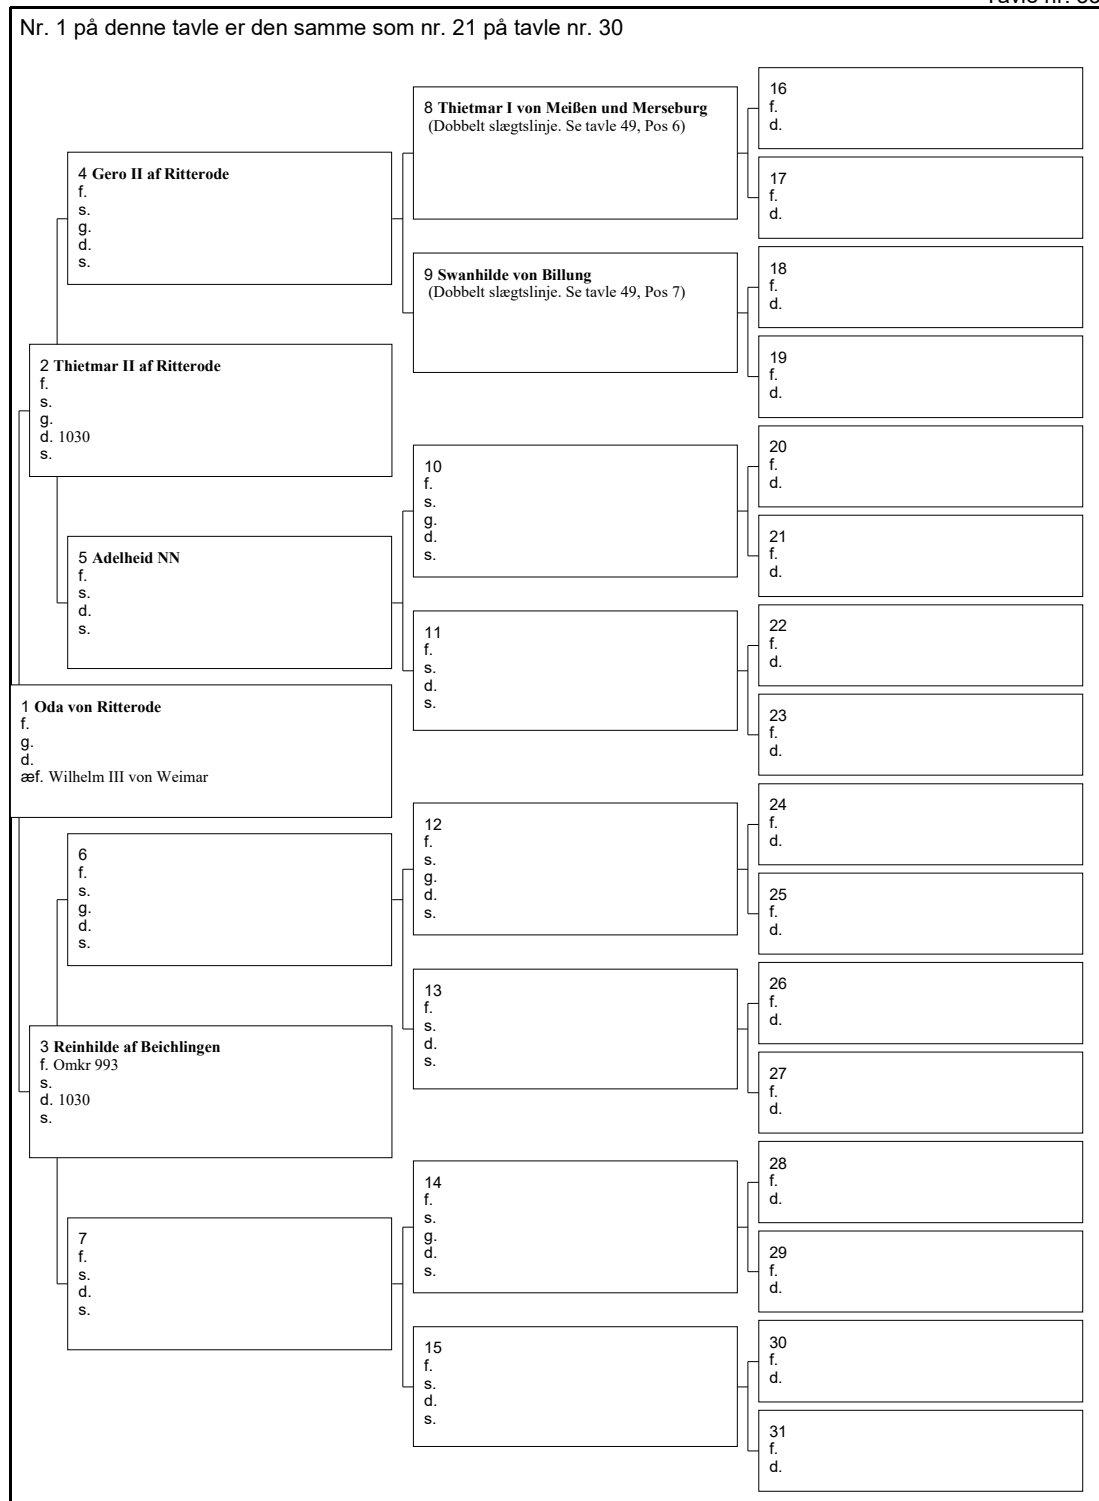 Nr. 1 på denne tavle er den samme som nr. 21 på tavle nr. 30
1 Oda von Ritterode
f.
g.
d.
æf. Wilhelm III von Weimar
2 Thietmar II af Ritterode
f.
s.
g.
d. 1030
s.
3 Reinhilde af Beichlingen
f. Omkr 993
s.
d. 1030
s.
4 Gero II af Ritterode
f.
s.
g.
d.
s.
5 Adelheid NN
f.
s.
d.
s.
6
f.
s.
g.
d.
s.
7
f.
s.
d.
s.
8 Thietmar I von Meißen und Merseburg
(Dobbelt slægtslinje. Se tavle 49, Pos 6)
9 Swanhilde von Billung
(Dobbelt slægtslinje. Se tavle 49, Pos 7)
10
f.
s.
g.
d.
s.
11
f.
s.
d.
s.
12
f.
s.
g.
d.
s.
13
f.
s.
d.
s.
14
f.
s.
g.
d.
s.
15
f.
s.
d.
s.
16
f.
d.
17
f.
d.
18
f.
d.
19
f.
d.
20
f.
d.
21
f.
d.
22
f.
d.
23
f.
d.
24
f.
d.
25
f.
d.
26
f.
d.
27
f.
d.
28
f.
d.
29
f.
d.
30
f.
d.
31
f.
d.